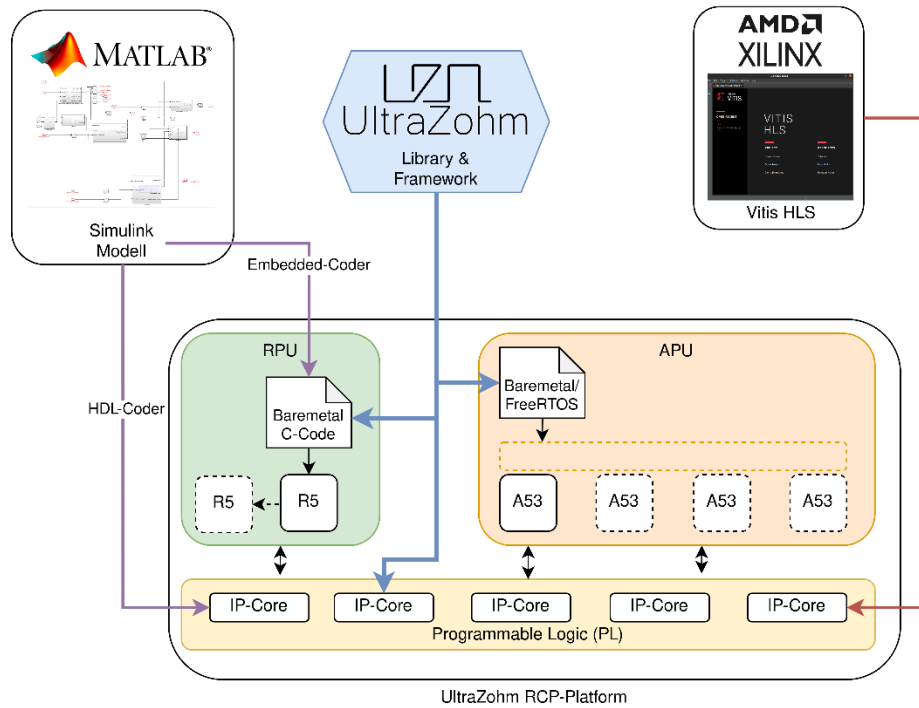 MATLAB®
Simulink
Modell
UltraZohm
Library &
Framework
AMD
XILINX
VITIS
VITIS
HLS
Vitis HLS
Embedded-Coder
HDL-Coder
RPU
Baremetal
C-Code
R5
R5
APU
Baremetal/
FreeRTOS
A53
A53
A53
A53
IP-Core
IP-Core
IP-Core
IP-Core
IP-Core
Programmable Logic (PL)
UltraZohm RCP-Platform